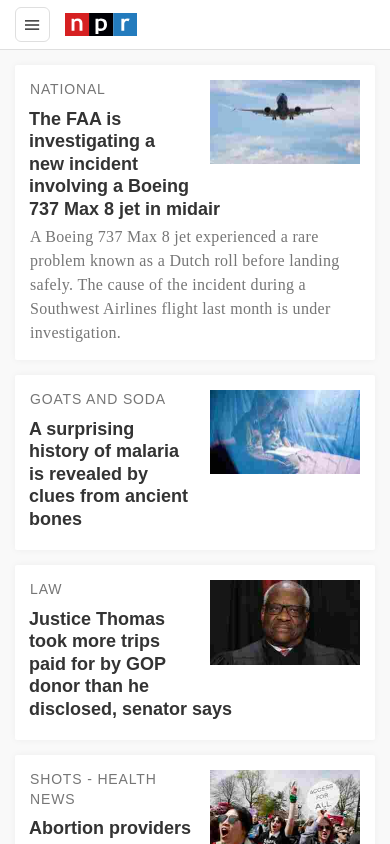 npr
NATIONAL
The FAA is
investigating a
new incident
involving a Boeing
737 Max 8 jet in midair
A Boeing 737 Max 8 jet experienced a rare
problem known as a Dutch roll before landing
safely. The cause of the incident during a
Southwest Airlines flight last month is under
investigation.
GOATS AND SODA
A surprising
history of malaria
is revealed by
clues from ancient
bones
LAW
Justice Thomas
took more trips
paid for by GOP
donor than he
disclosed, senator says
SHOTS - HEALTH
NEWS
Abortion providers
ACCESS
FOR
ALL